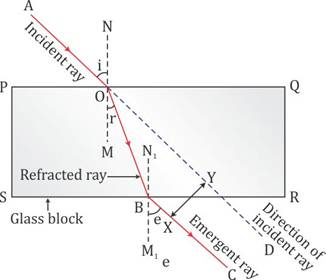 A
N
Incident ray
i
P
O
Q
r
M
N₁
Y
Refracted ray
S
B
e
X
R
Glass block
Emergent ray
Direction of
incident ray
D
M₁
e
C